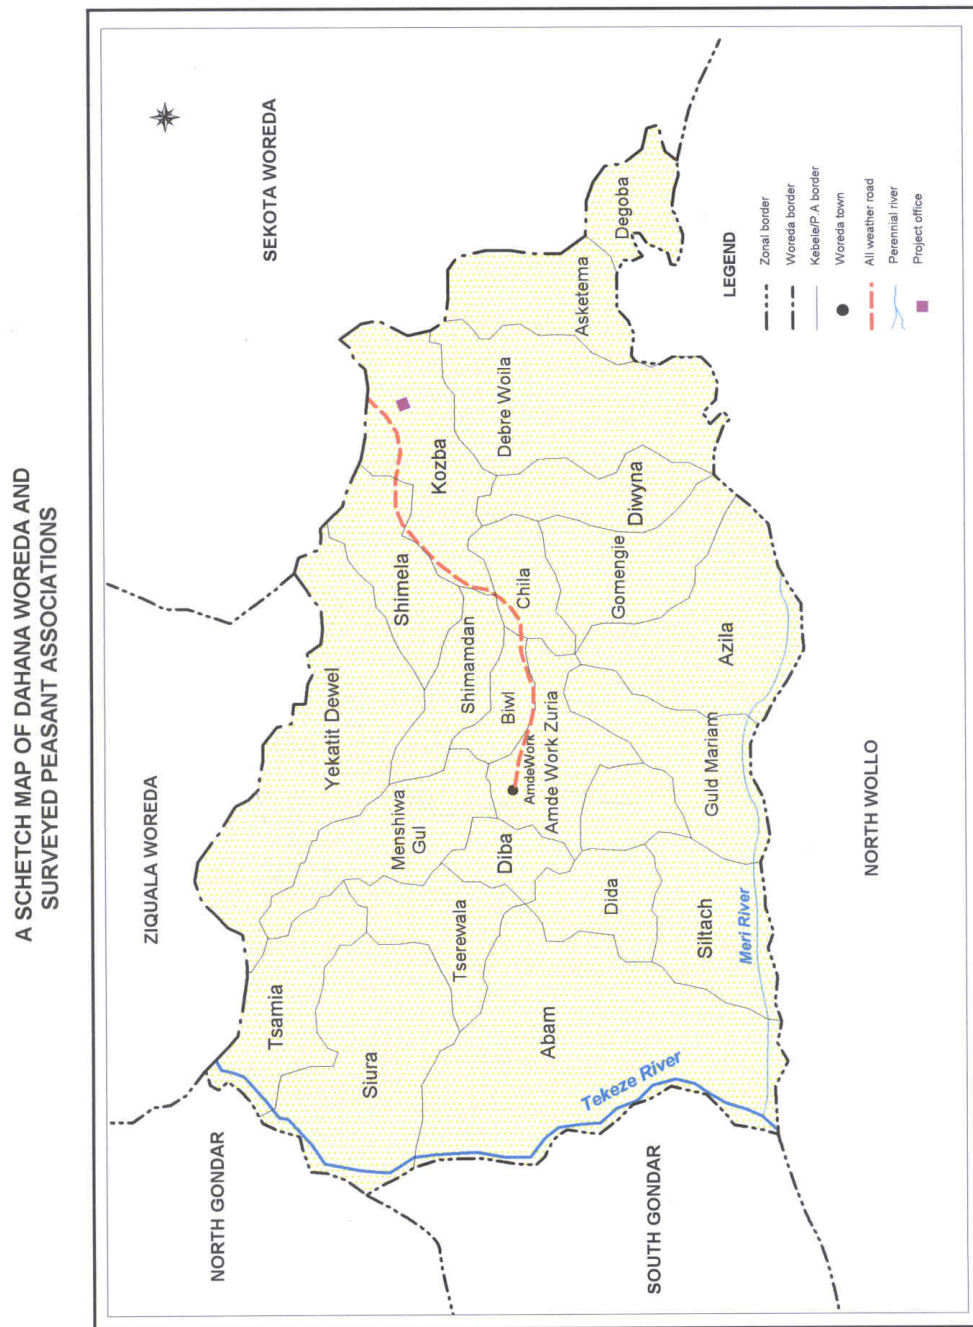 A SCHETCH MAP OF DAHANA WOREDA AND
SURVEYED PEASANT ASSOCIATIONS
SEKOTA WOREDA
ZIQUALA WOREDA
NORTH GONDAR
SOUTH GONDAR
NORTH WOLLO
Degoba
Asketema
Debre Woila
Kozba
Diwyna
Shimela
Chila
Gomengie
Yekatit Dewel
Shimamdan
Biwl
Azila
AmdeWork
Amde Work Zuria
Guld Mariam
Menshiwa
Gul
Diba
Dida
Siltach
Tserewala
Tsamia
Siura
Abam
Meri River
Tekeze River
LEGEND
Zonal border
Woreda border
Kebele/P.A border
Woreda town
All weather road
Perennial river
Project office